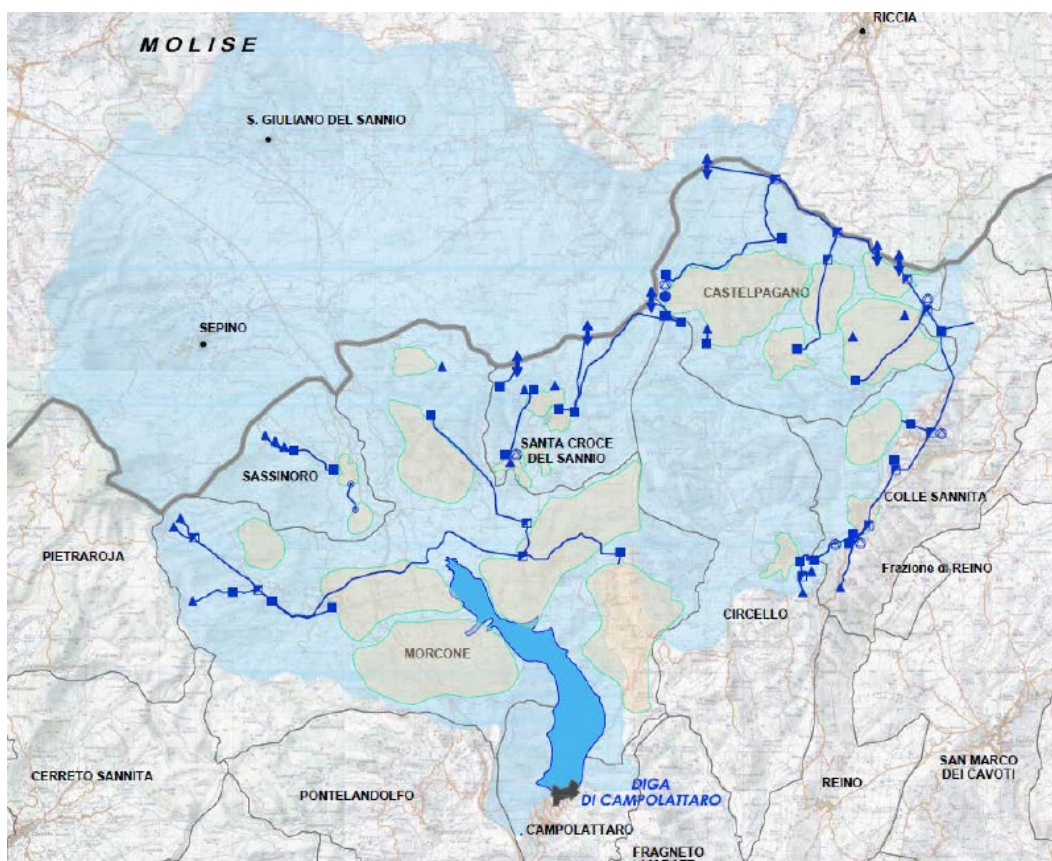 RICCIA
MOLISE
S. GIULIANO DEL SANNIO
CASTELPAGANO
SEPINO
SANTA CROCE
DEL SANNIO
SASSINORO
COLLE SANNITA
PIETRAROJA
Frazione di REINO
CIRCELLO
MORCONE
SAN MARCO
DEI CAVOTI
CERRETO SANNITA
REINO
DIGA
DI CAMPOLATTARO
PONTELANDOLFO
CAMPOLATTARO
FRAGNETO